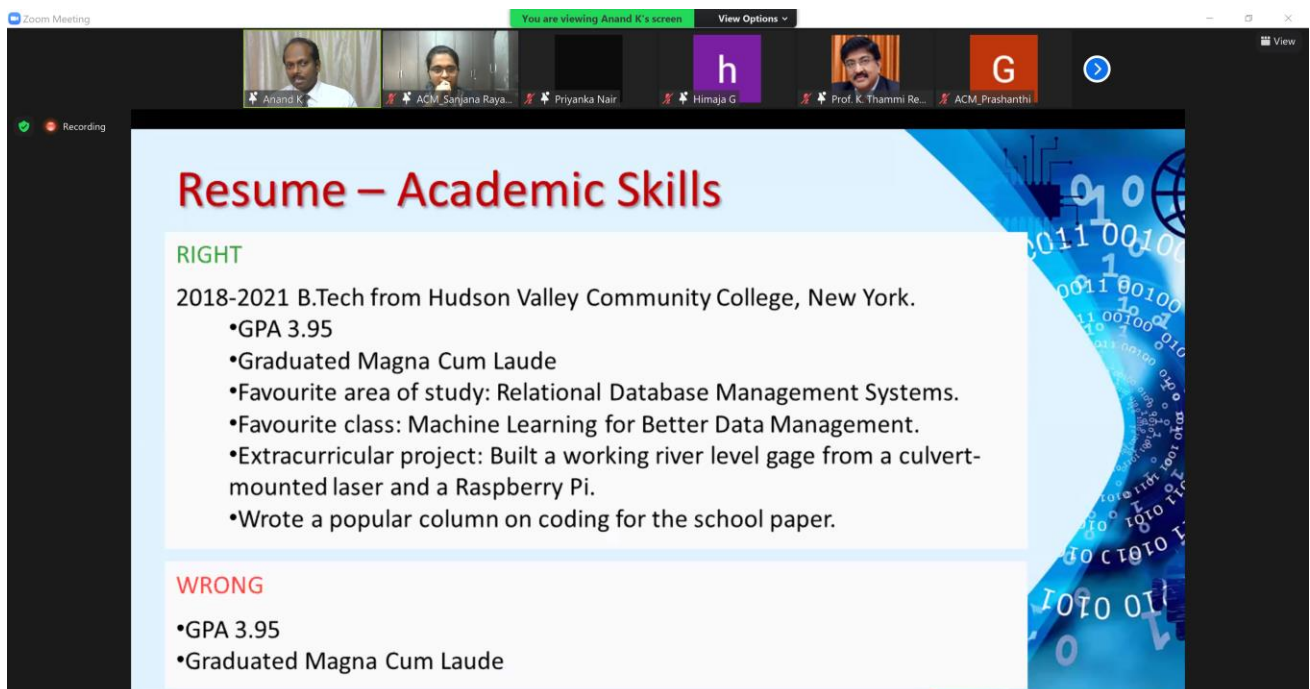 Zoom Meeting
You are viewing Anand K's screen
View Options
View
Anand K
ACM_Sanjana Raya...
Priyanka Nair
h
Himaja G
Prof. K. Thammi Re...
G
ACM_Prashanthi
Recording
Resume – Academic Skills
RIGHT
2018-2021 B.Tech from Hudson Valley Community College, New York.
•GPA 3.95
•Graduated Magna Cum Laude
•Favourite area of study: Relational Database Management Systems.
•Favourite class: Machine Learning for Better Data Management.
•Extracurricular project: Built a working river level gage from a culvert-
mounted laser and a Raspberry Pi.
•Wrote a popular column on coding for the school paper.
WRONG
•GPA 3.95
•Graduated Magna Cum Laude